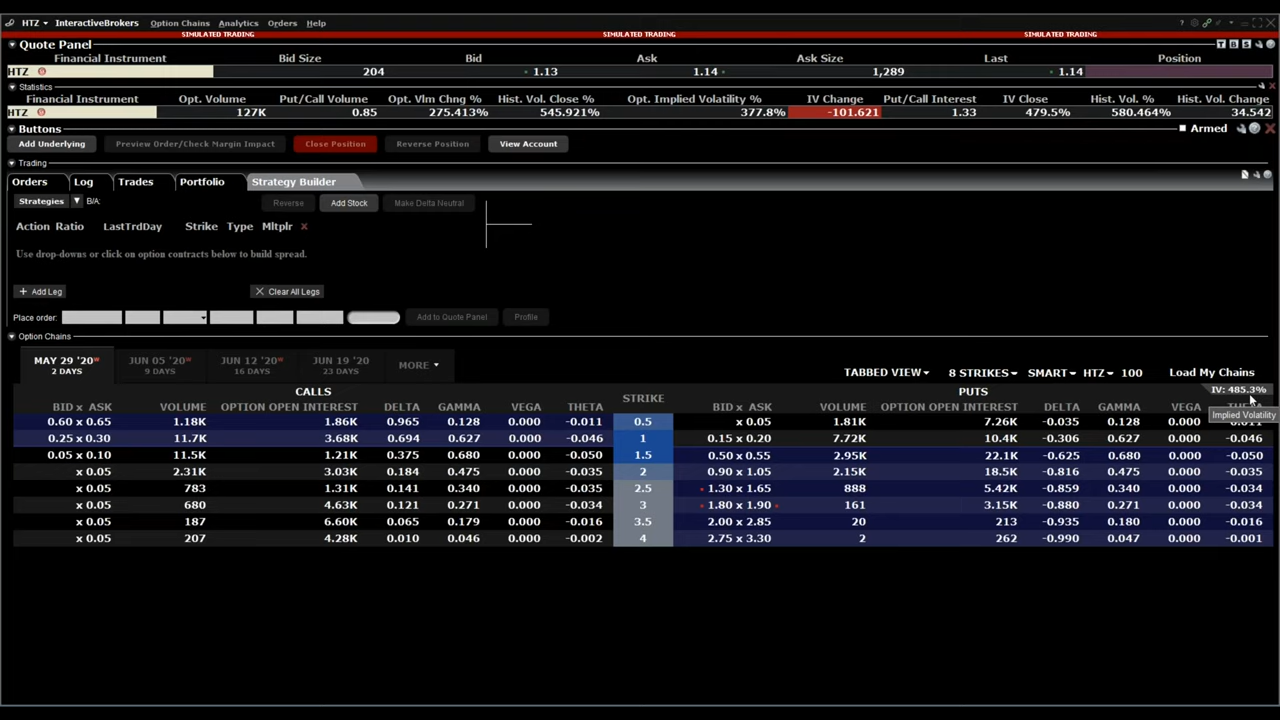 HTZ InteractiveBrokers Option Chains Analytics Orders Help ?
SIMULATED TRADING SIMULATED TRADING SIMULATED TRADING
Quote Panel T B S
Financial Instrument Bid Size Bid Ask Ask Size Last Position
HTZ 204 1.13 1.14 1,289 1.14
Statistics
Financial Instrument Opt. Volume Put/Call Volume Opt. Vlm Chng % Hist. Vol. Close % Opt. Implied Volatility % IV Change Put/Call Interest IV Close Hist. Vol. % Hist. Vol. Change
HTZ 127K 0.85 275.413% 545.921% 377.8% -101.621 1.33 479.5% 580.464% 34.542
Buttons Armed
Add Underlying Preview Order/Check Margin Impact Close Position Reverse Position View Account
Trading
Orders Log Trades Portfolio Strategy Builder
Strategies B/A: Reverse Add Stock Make Delta Neutral
Action Ratio LastTrdDay Strike Type Mltplr X
Use drop-downs or click on option contracts below to build spread.
+ Add Leg X Clear All Legs
Place order: Add to Quote Panel Profile
Option Chains
MAY 29 '20W JUN 05 '20W JUN 12 '20W JUN 19 '20 MORE
2 DAYS 9 DAYS 16 DAYS 23 DAYS
TABBED VIEW 8 STRIKES SMART HTZ 100 Load My Chains
CALLS PUTS IV: 485.3%
BID x ASK VOLUME OPTION OPEN INTEREST DELTA GAMMA VEGA THETA STRIKE BID x ASK VOLUME OPTION OPEN INTEREST DELTA GAMMA VEGA THETA
Implied Volatility
0.60 x 0.65 1.18K 1.86K 0.965 0.128 0.000 -0.011 0.5 x 0.05 1.81K 7.26K -0.035 0.128 0.000 -0.011
0.25 x 0.30 11.7K 3.68K 0.694 0.627 0.000 -0.046 1 0.15 x 0.20 7.72K 10.4K -0.306 0.627 0.000 -0.046
0.05 x 0.10 11.5K 1.21K 0.375 0.680 0.000 -0.050 1.5 0.50 x 0.55 2.95K 22.1K -0.625 0.680 0.000 -0.050
x 0.05 2.31K 3.03K 0.184 0.475 0.000 -0.035 2 0.90 x 1.05 2.15K 18.5K -0.816 0.475 0.000 -0.035
x 0.05 783 1.31K 0.141 0.340 0.000 -0.035 2.5 1.30 x 1.65 888 5.42K -0.859 0.340 0.000 -0.034
x 0.05 680 4.63K 0.121 0.271 0.000 -0.034 3 1.80 x 1.90 161 3.15K -0.880 0.271 0.000 -0.034
x 0.05 187 6.60K 0.065 0.179 0.000 -0.016 3.5 2.00 x 2.85 20 213 -0.935 0.180 0.000 -0.016
x 0.05 207 4.28K 0.010 0.046 0.000 -0.002 4 2.75 x 3.30 2 262 -0.990 0.047 0.000 -0.001